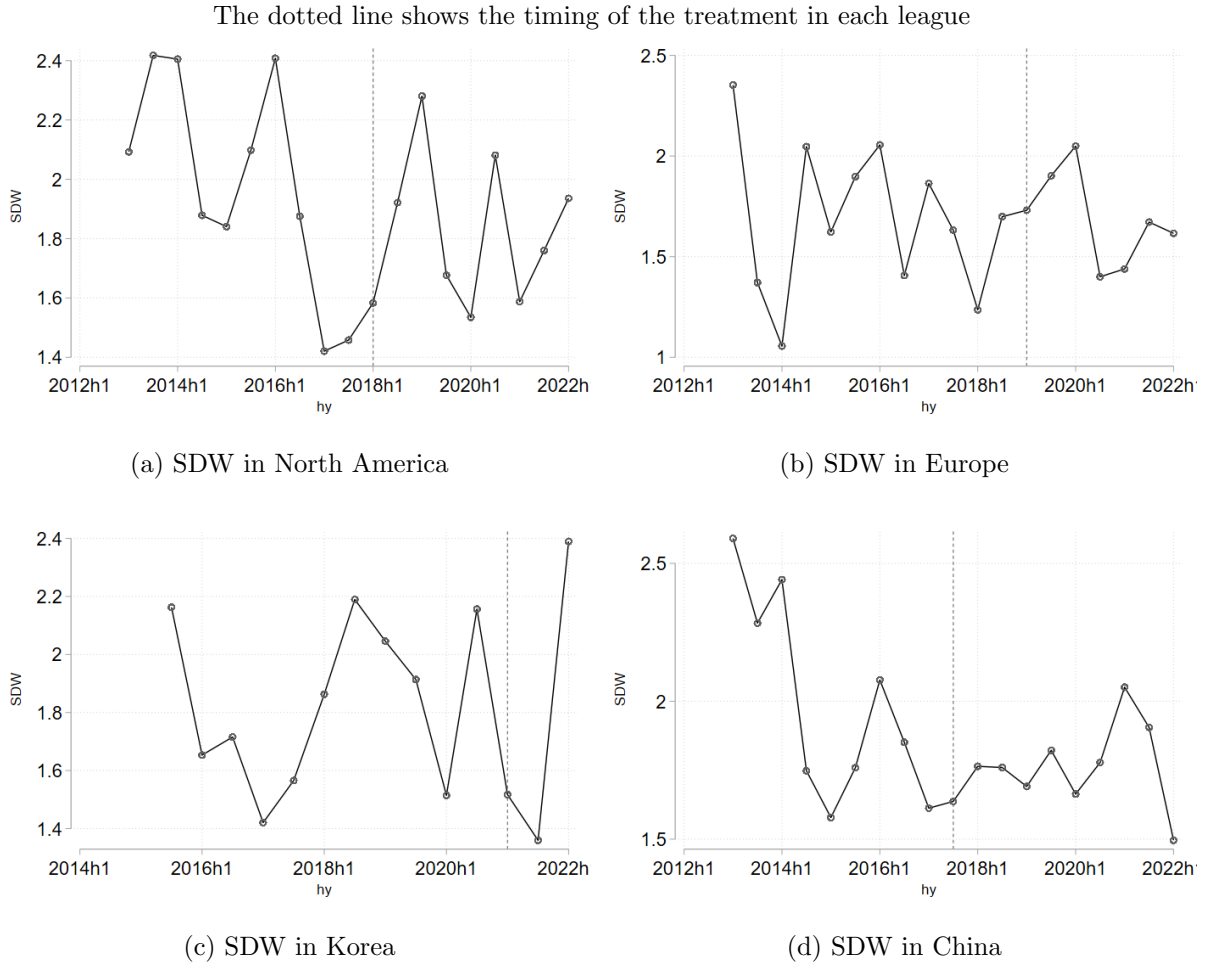 The dotted line shows the timing of the treatment in each league
2.4
2.2
2
1.8
1.6
1.4
SDW
2012h1 2014h1 2016h1 2018h1 2020h1 2022h
hy
(a) SDW in North America
2.5
2
1.5
1
SDW
2012h1 2014h1 2016h1 2018h1 2020h1 2022h1
hy
(b) SDW in Europe
2.4
2.2
2
1.8
1.6
1.4
SDW
2014h1 2016h1 2018h1 2020h1 2022h
hy
(c) SDW in Korea
2.5
2
1.5
SDW
2012h1 2014h1 2016h1 2018h1 2020h1 2022h1
hy
(d) SDW in China